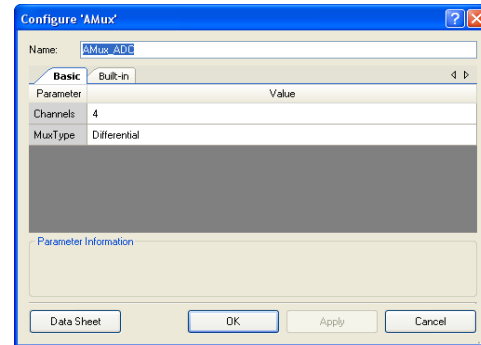 Configure 'AMux'
Name: AMux_ADC
Basic Built-in
Parameter Value
Channels 4
MuxType Differential
Parameter Information
Data Sheet OK Apply Cancel